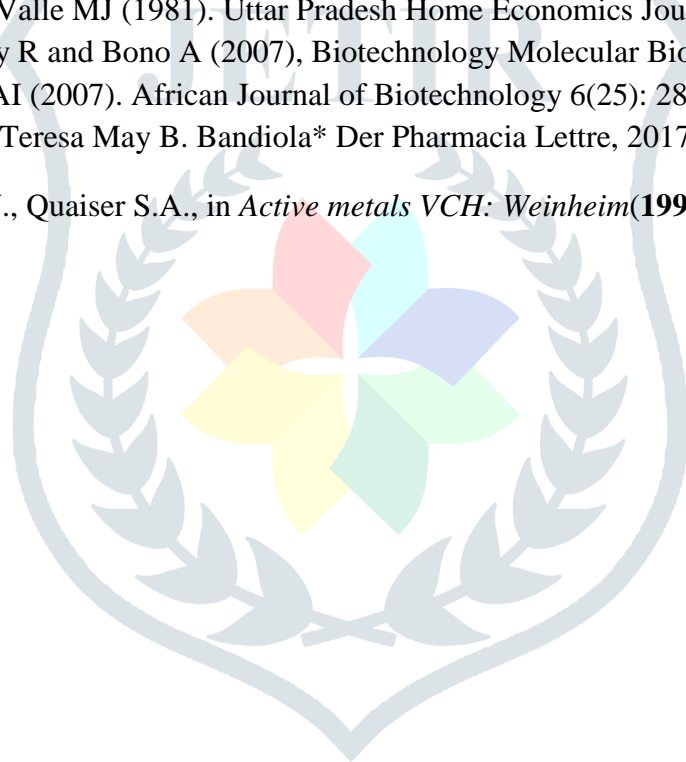 Valle MJ (1981). Uttar Pradesh Home Economics Jou
y R and Bono A (2007), Biotechnology Molecular Bio
AI (2007). African Journal of Biotechnology 6(25): 28
Teresa May B. Bandiola* Der Pharmacia Lettre, 2017
., Quaiser S.A., in Active metals VCH: Weinheim(199
JETIR